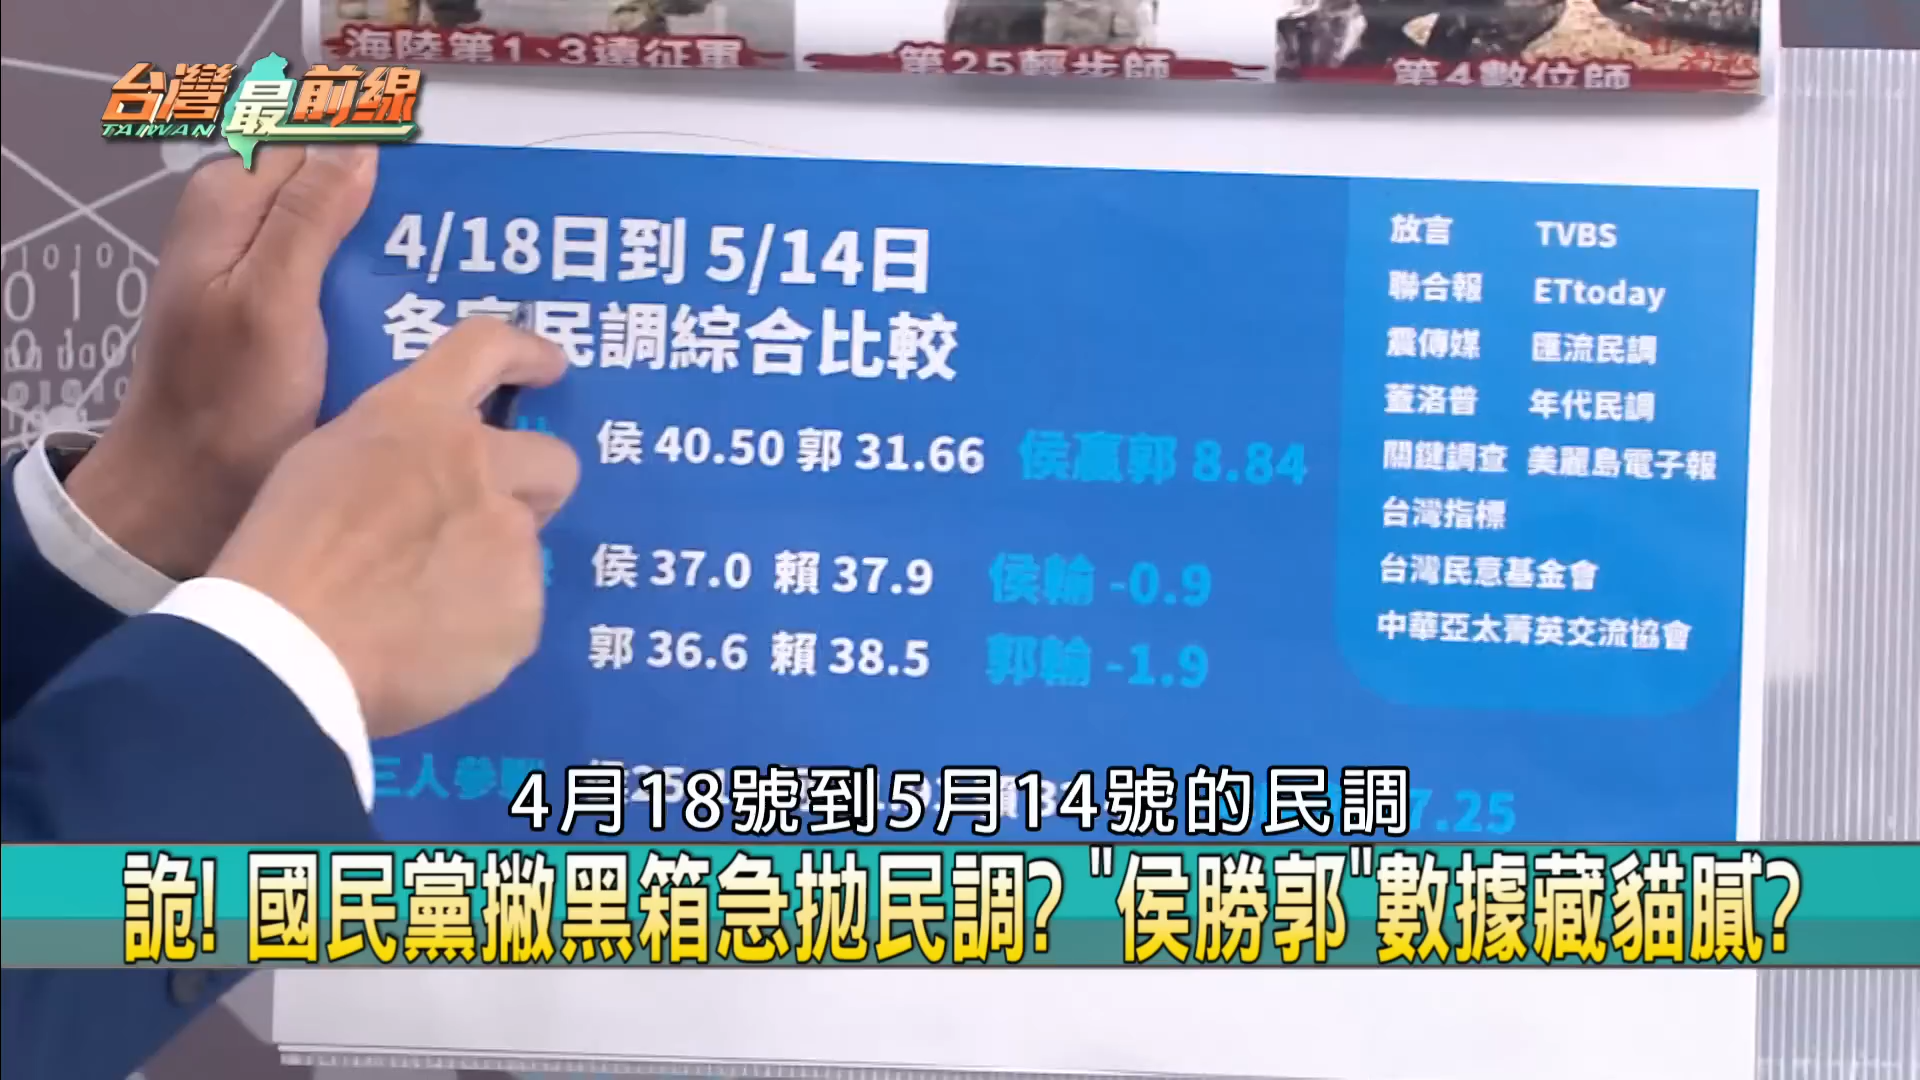 海陸第1、3遠征軍
第25輕步師
第4數位師
台灣最前線
TAIWAN
4/18日到 5/14日
各家民調綜合比較
侯 40.50 郭 31.66 侯贏郭 8.84
侯 37.0 賴 37.9 侯輸 -0.9
郭 36.6 賴 38.5 郭輸 -1.9
三人參戰
7.25
放言 TVBS
聯合報 ETtoday
震傳媒 匯流民調
蓋洛普 年代民調
關鍵調查 美麗島電子報
台灣指標
台灣民意基金會
中華亞太菁英交流協會
4月18號到5月14號的民調
詭! 國民黨撇黑箱急拋民調? "侯勝郭"數據藏貓膩?